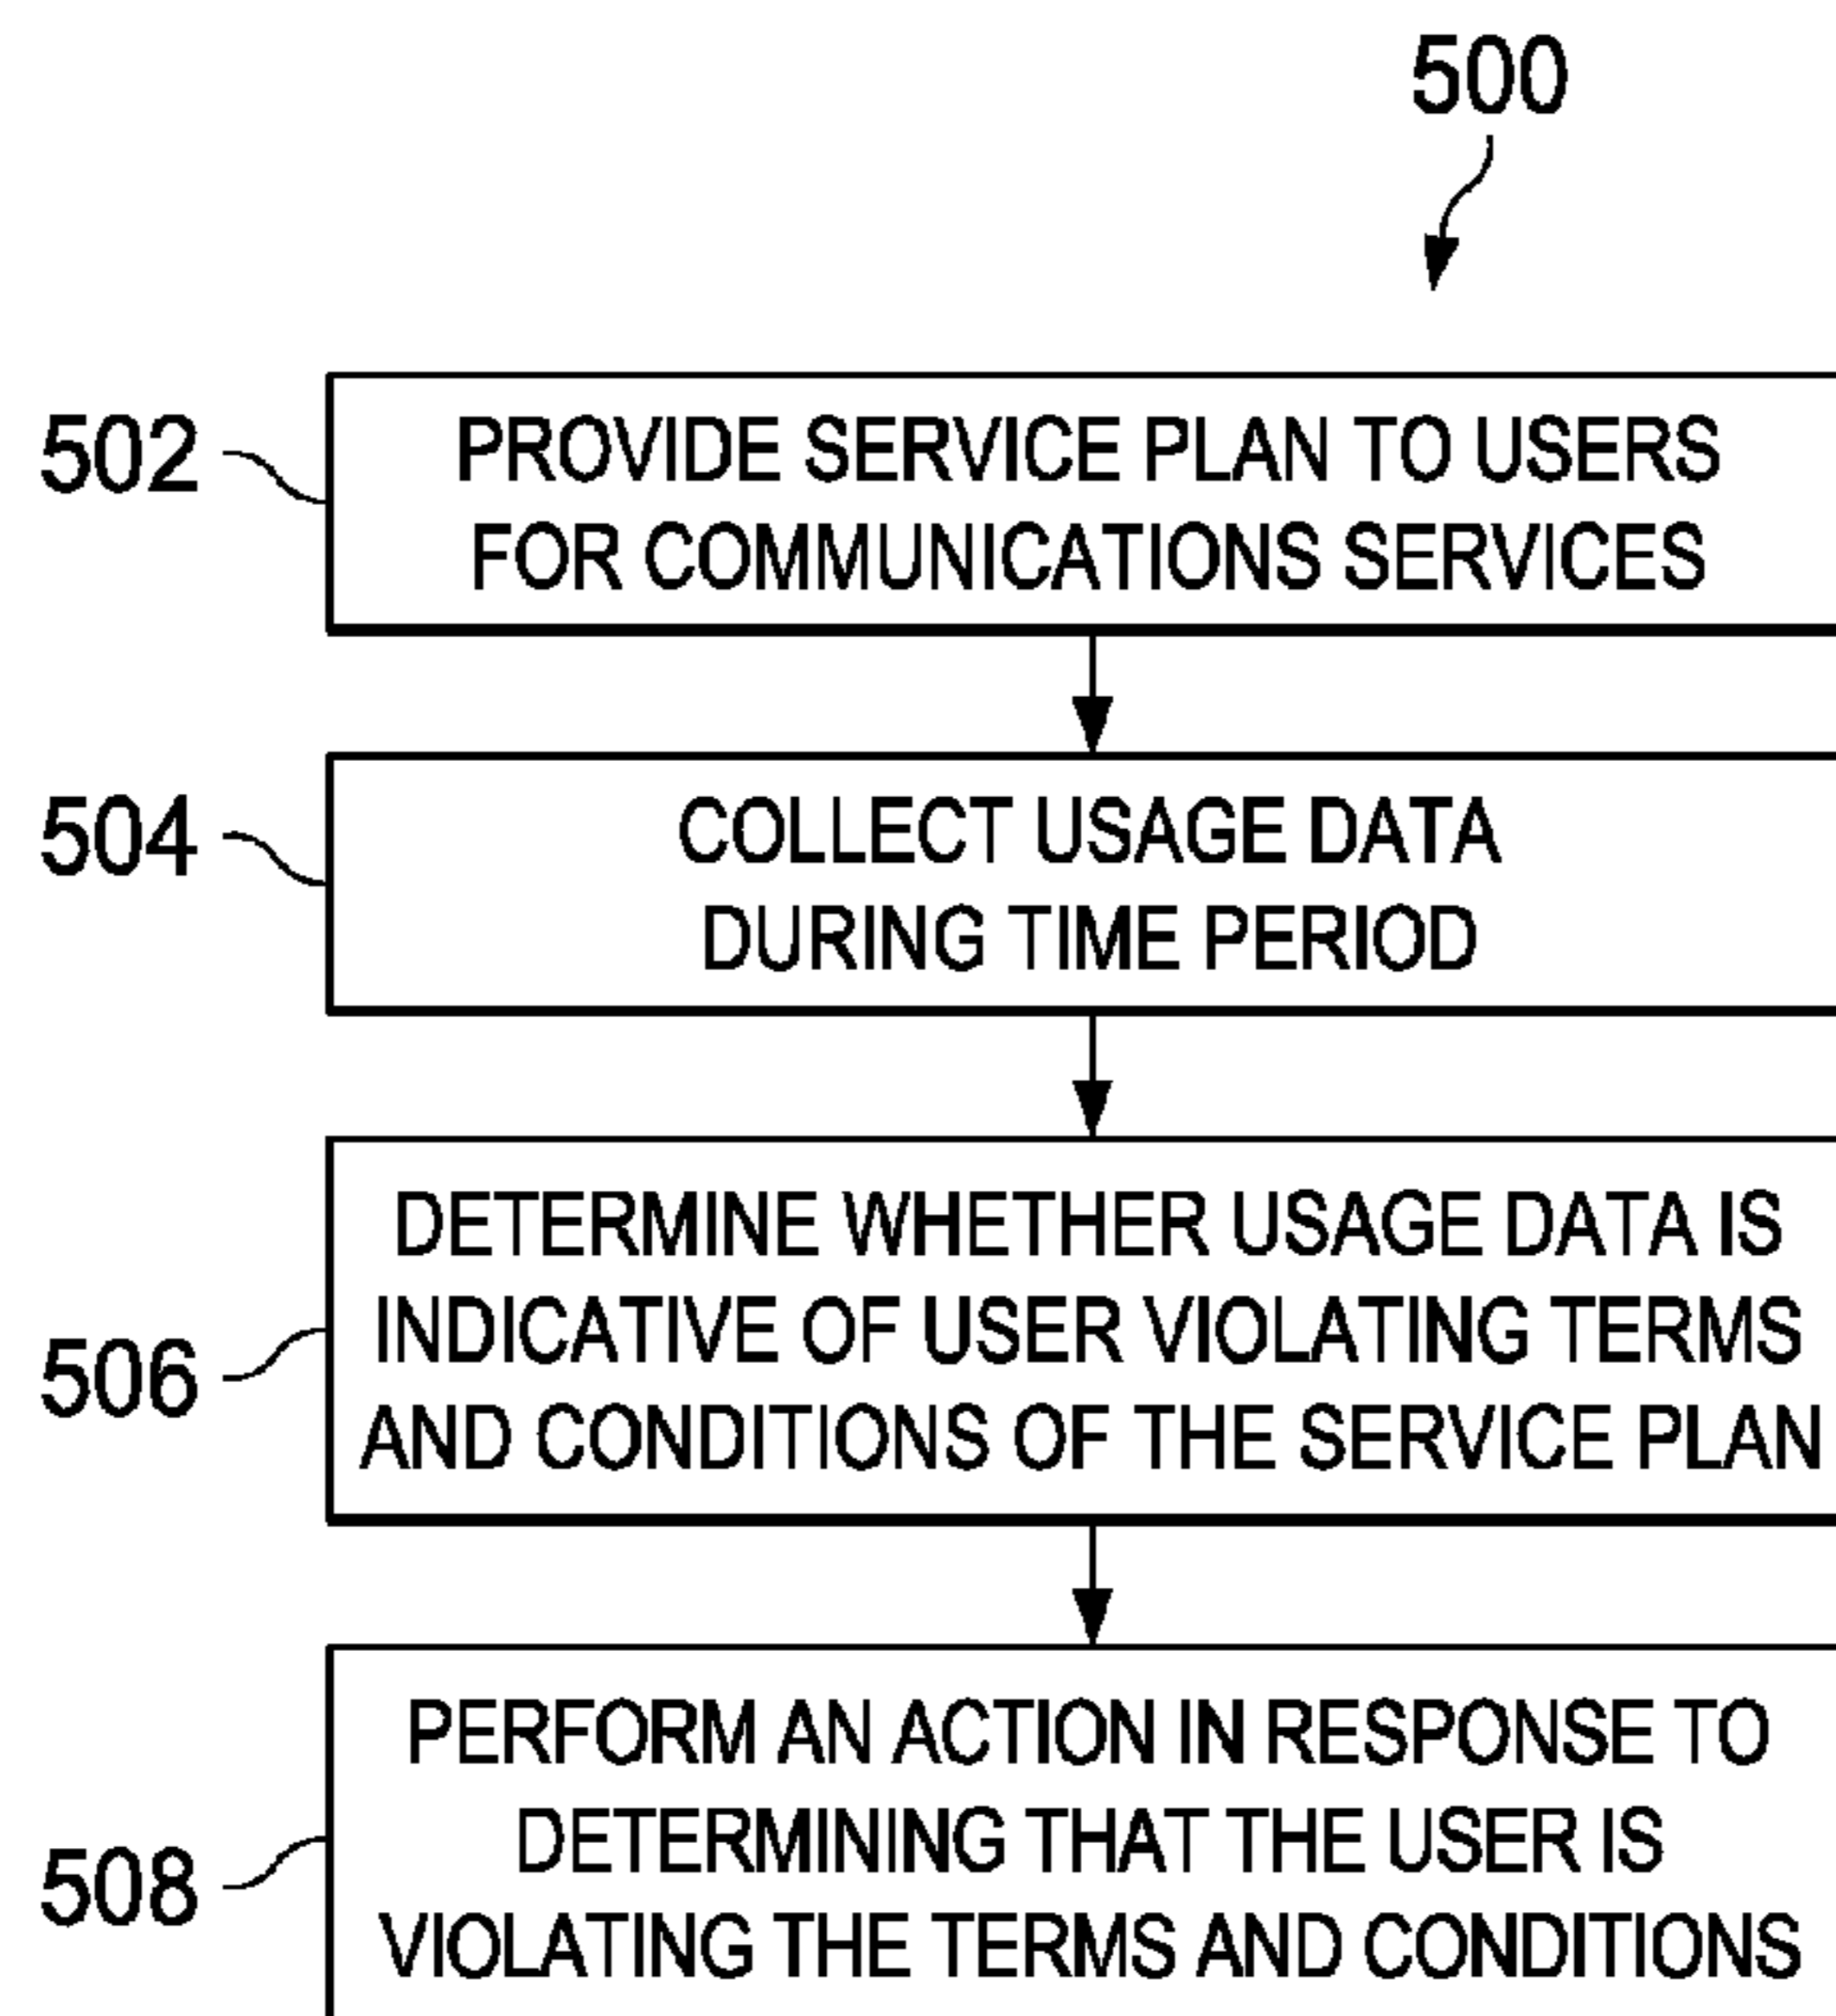 500
502
PROVIDE SERVICE PLAN TO USERS
FOR COMMUNICATIONS SERVICES
504
COLLECT USAGE DATA
DURING TIME PERIOD
506
DETERMINE WHETHER USAGE DATA IS
INDICATIVE OF USER VIOLATING TERMS
AND CONDITIONS OF THE SERVICE PLAN
508
PERFORM AN ACTION IN RESPONSE TO
DETERMINING THAT THE USER IS
VIOLATING THE TERMS AND CONDITIONS